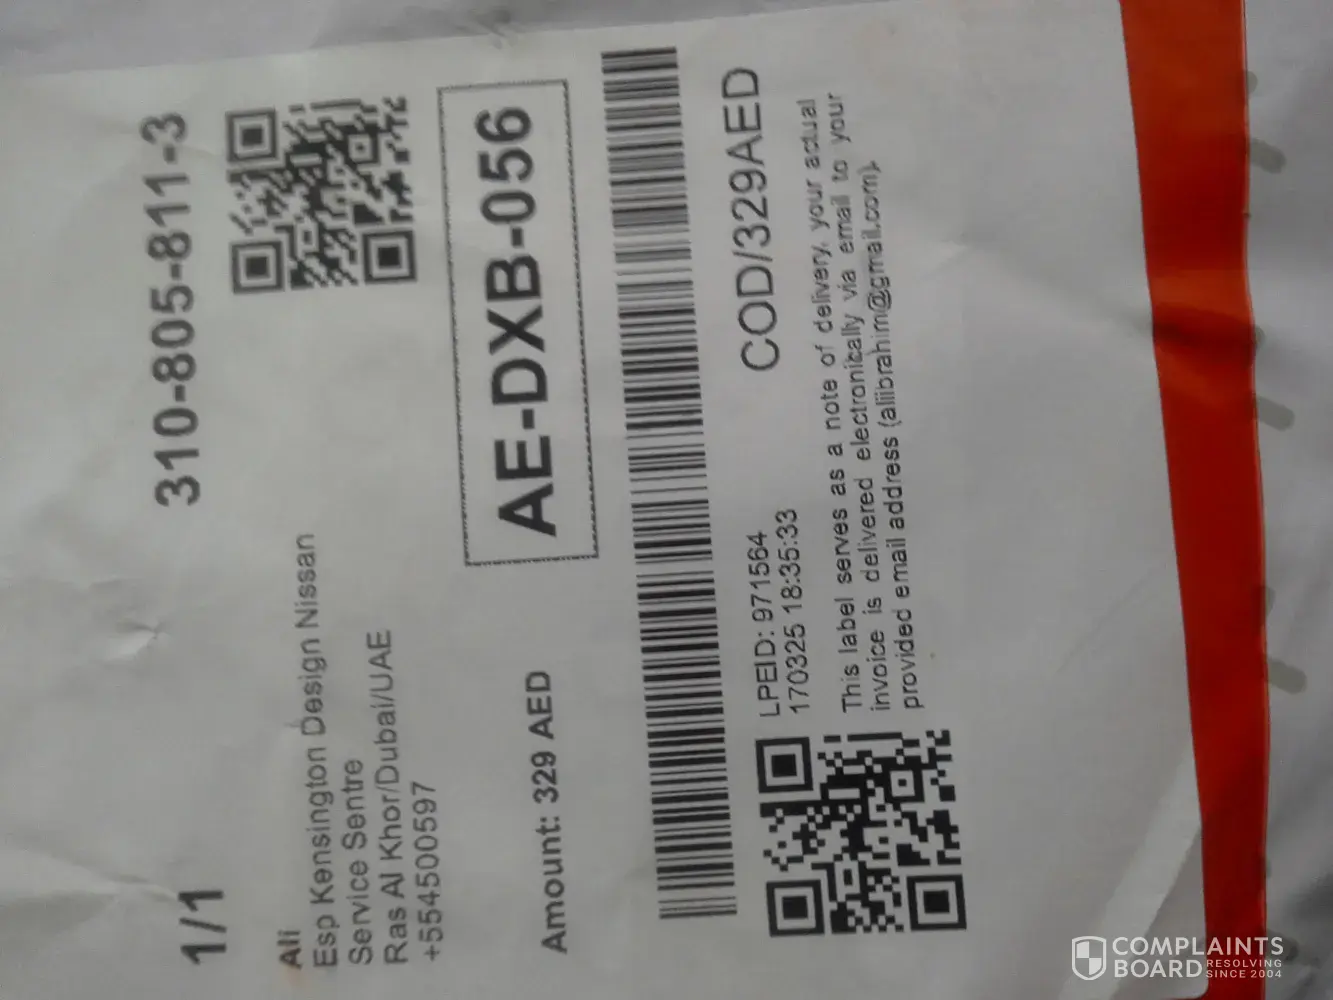 1/1
310-805-811-3
Ali
Esp Kensington Design Nissan
Service Sentre
Ras Al Khor/Dubai/UAE
+554500597
Amount: 329 AED
AE-DXB-056
LPEID: 971564
170325 18:35:33
COD/329AED
This label serves as a note of delivery, your actual
invoice is delivered electronically via email to your
provided email address (aliibrahim@gmail.com).
COMPLAINTS
BOARD RESOLVING
SINCE 2004